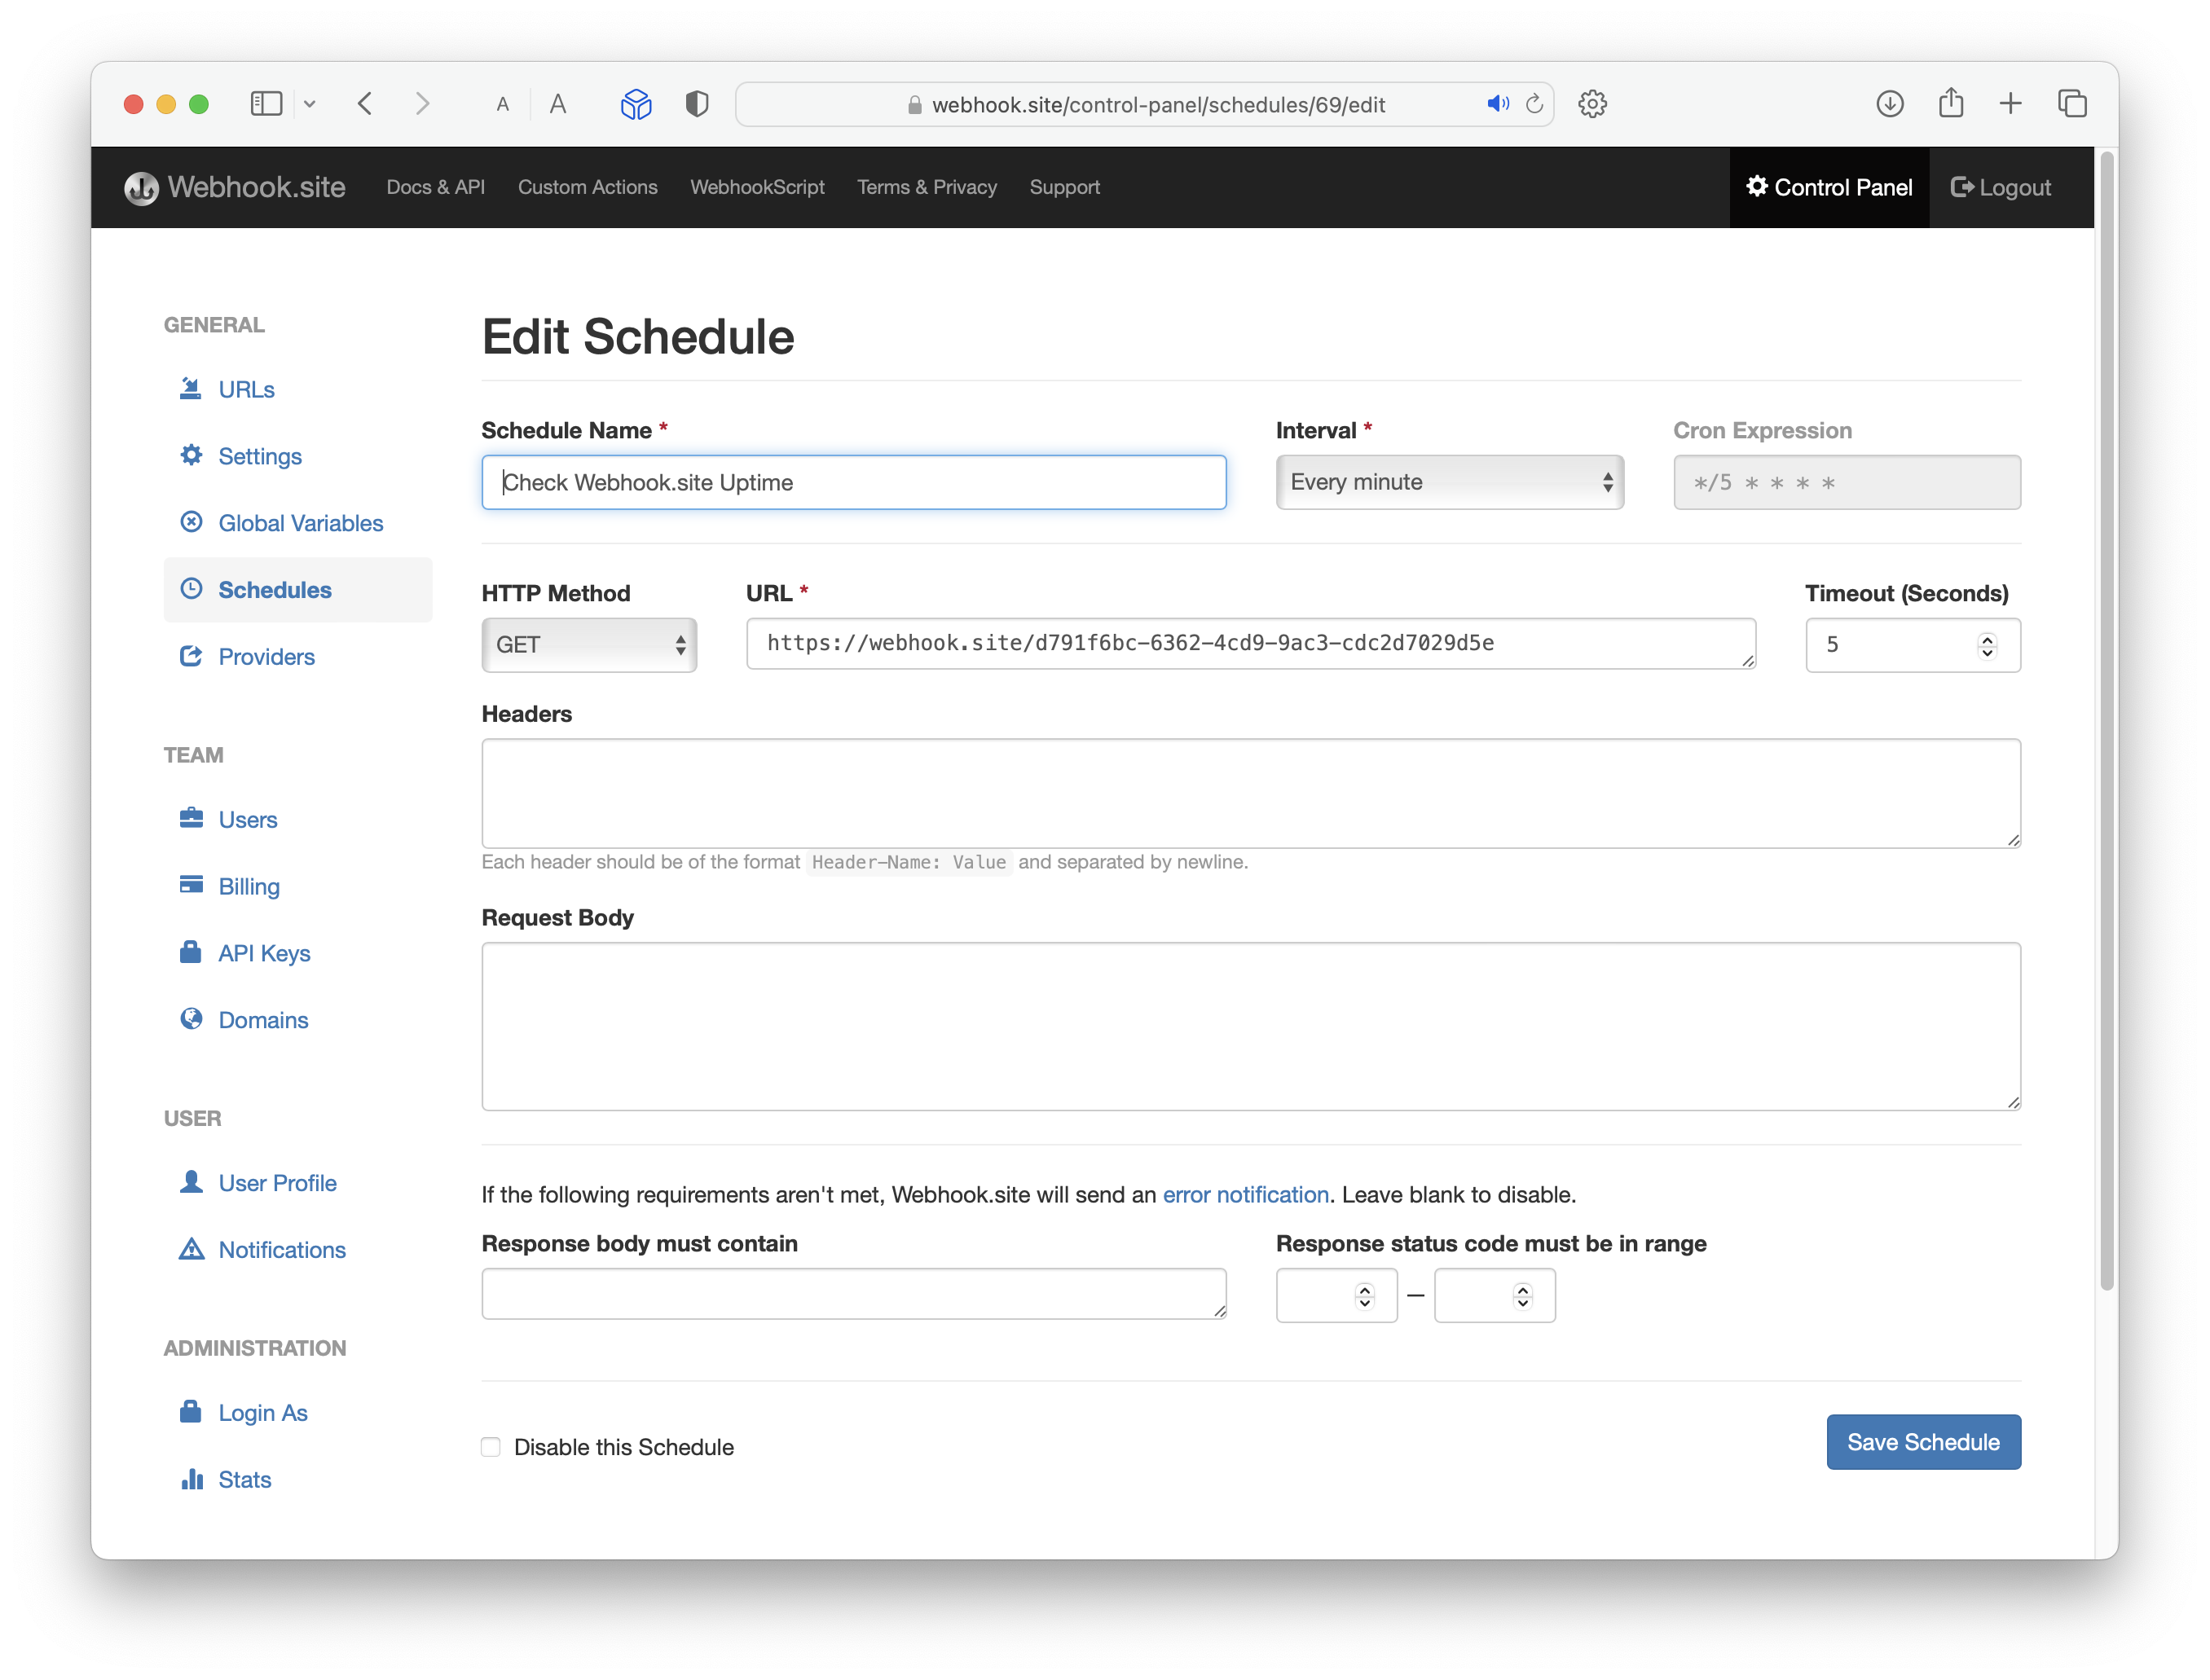 A A webhook.site/control-panel/schedules/69/edit
Webhook.site Docs & API Custom Actions WebhookScript Terms & Privacy Support Control Panel Logout
GENERAL
URLs
Settings
Global Variables
Schedules
Providers
TEAM
Users
Billing
API Keys
Domains
USER
User Profile
Notifications
ADMINISTRATION
Login As
Stats
Edit Schedule
Schedule Name * Interval * Cron Expression
Check Webhook.site Uptime Every minute */5 * * * *
HTTP Method URL * Timeout (Seconds)
GET https://webhook.site/d791f6bc-6362-4cd9-9ac3-cdc2d7029d5e 5
Headers
Each header should be of the format Header-Name: Value and separated by newline.
Request Body
If the following requirements aren't met, Webhook.site will send an error notification. Leave blank to disable.
Response body must contain Response status code must be in range
–
Disable this Schedule Save Schedule